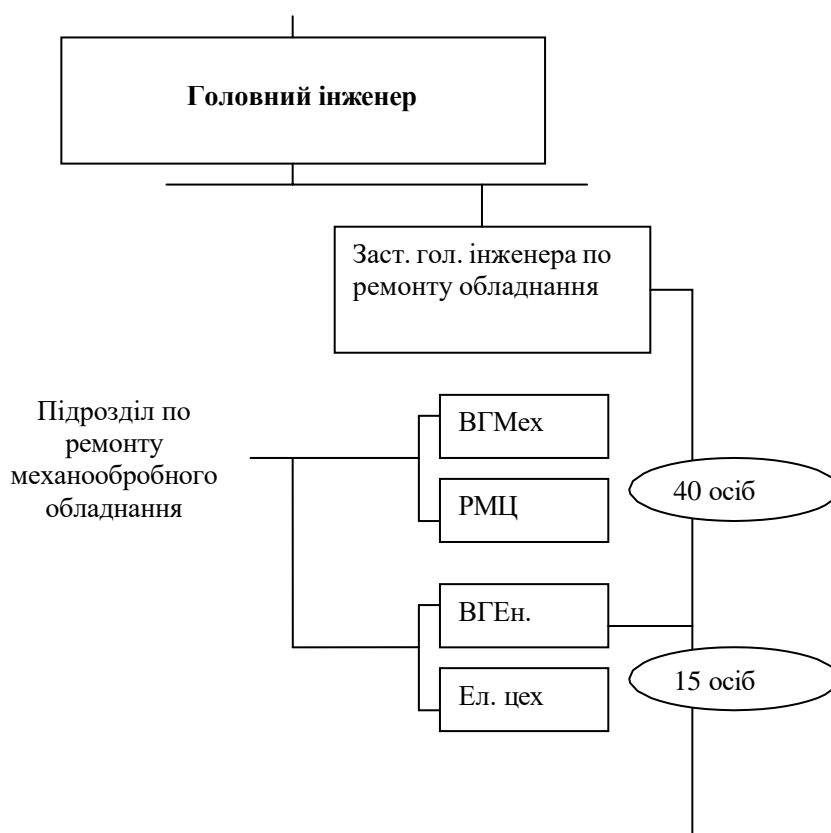 Головний інженер
Заст. гол. інженера по
ремонту обладнання
Підрозділ по
ремонту
механообробного
обладнання
ВГМех
РМЦ
40 осіб
ВГЕн.
Ел. цех
15 осіб